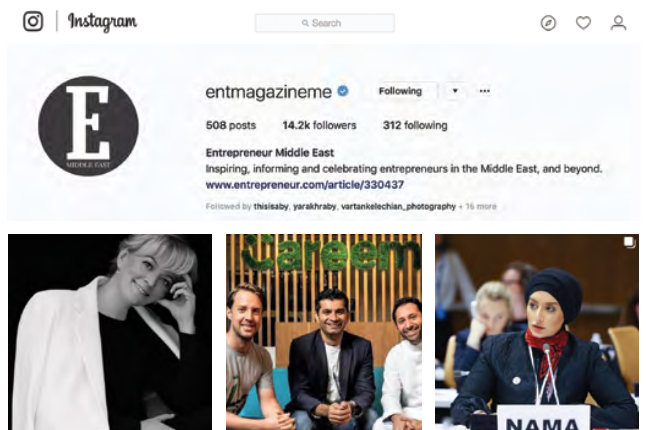 Instagram
Search
entmagazineme Following
508 posts 14.2k followers 312 following
Entrepreneur Middle East
Inspiring, informing and celebrating entrepreneurs in the Middle East, and beyond.
www.entrepreneur.com/article/330437
Followed by thisisaby, yarakhraby, vartankelechian_photography + 16 more
E
MIDDLE EAST
Careem
NAMA